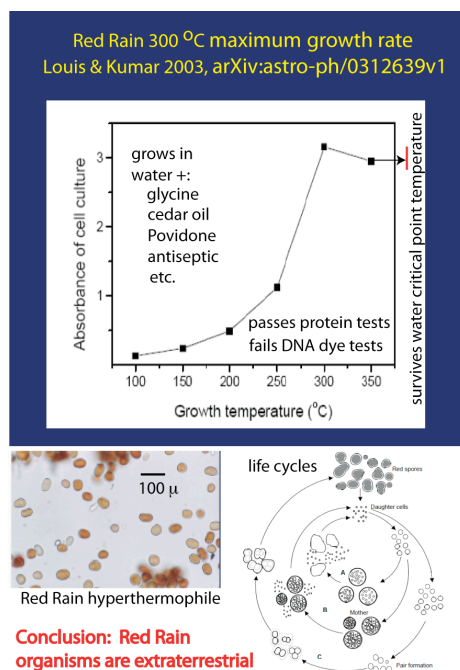 Red Rain 300 ºC maximum growth rate
Louis & Kumar 2003, arXiv:astro-ph/0312639v1
Absorbance of cell culture
3
2
1
grows in
water +:
glycine
cedar oil
Povidone
antiseptic
etc.
passes protein tests
fails DNA dye tests
100 150 200 250 300 350
Growth temperature (ºC)
survives water critical point temperature
100 μ
Red Rain hyperthermophile
Conclusion: Red Rain
organisms are extraterrestrial
life cycles
Red spores
Daughter cells
A
Mother
B
C
Pair formation